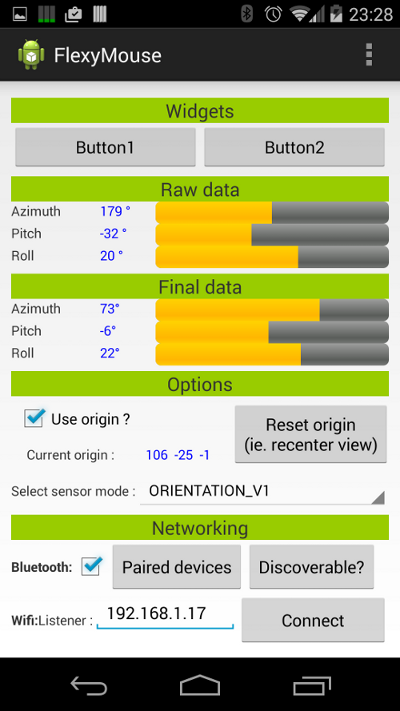 23:28
FlexyMouse
Widgets
Button1 Button2
Raw data
Azimuth 179 °
Pitch -32 °
Roll 20 °
Final data
Azimuth 73°
Pitch -6°
Roll 22°
Options
Use origin ?
Reset origin
(ie. recenter view)
Current origin : 106 -25 -1
Select sensor mode : ORIENTATION_V1
Networking
Bluetooth: Paired devices Discoverable?
Wifi:Listener : 192.168.1.17 Connect